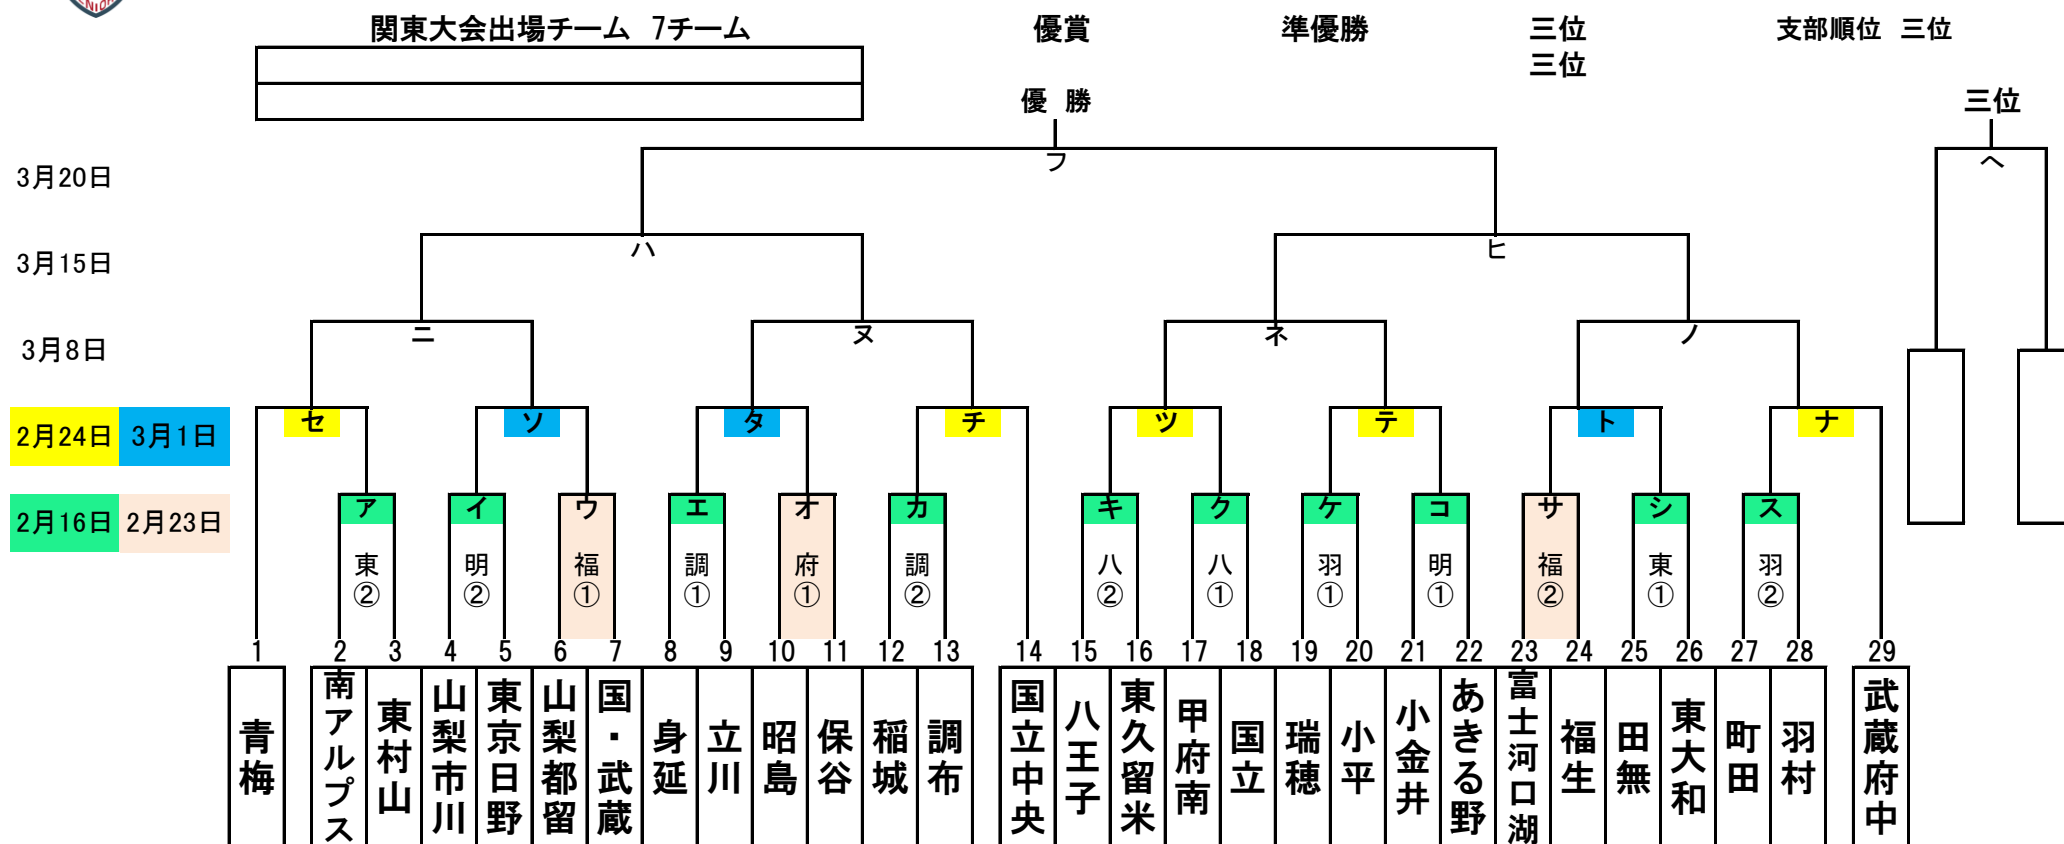 NIOR
関東大会出場チーム 7チーム
優賞
準優勝
三位
支部順位 三位
三位
優 勝
三位
フ
ヘ
3月20日
ハ
ヒ
3月15日
ニ
ヌ
ネ
ノ
3月8日
セ
ソ
タ
チ
ツ
テ
ト
ナ
2月24日 3月1日
ア
イ
ウ
エ
オ
カ
キ
ク
ケ
コ
サ
シ
ス
2月16日 2月23日
東②
明②
福①
調①
府①
調②
八②
八①
羽①
明①
福②
東①
羽②
1 2 3 4 5 6 7 8 9 10 11 12 13 14 15 16 17 18 19 20 21 22 23 24 25 26 27 28 29
青梅
南アルプス
東村山
山梨市川
東京日野
山梨都留
国・武蔵
身延
立川
昭島
保谷
稲城
調布
国立中央
八王子
東久留米
甲府南
国立
瑞穂
小平
小金井
あきる野
富士河口湖
福生
田無
東大和
町田
羽村
武蔵府中